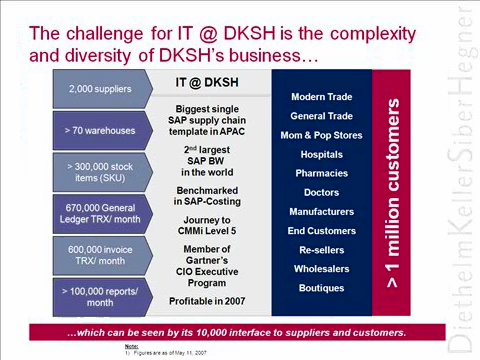 The challenge for IT @ DKSH is the complexity
and diversity of DKSH's business…
2,000 suppliers
> 70 warehouses
> 300,000 stock
items (SKU)
670,000 General
Ledger TRX/ month
600,000 invoice
TRX/ month
> 100,000 reports/
month
IT @ DKSH
Biggest single
SAP supply chain
template in APAC
2nd largest
SAP BW
in the world
Benchmarked
in SAP-Costing
Journey to
CMMi Level 5
Member of
Gartner's
CIO Executive
Program
Profitable in 2007
Modern Trade
General Trade
Mom & Pop Stores
Hospitals
Pharmacies
Doctors
Manufacturers
End Customers
Re-sellers
Wholesalers
Boutiques
> 1 million customers
DiethelmKellerSiberHegner
…which can be seen by its 10,000 interface to suppliers and customers.
Note:
1) Figures are as of May 11, 2007